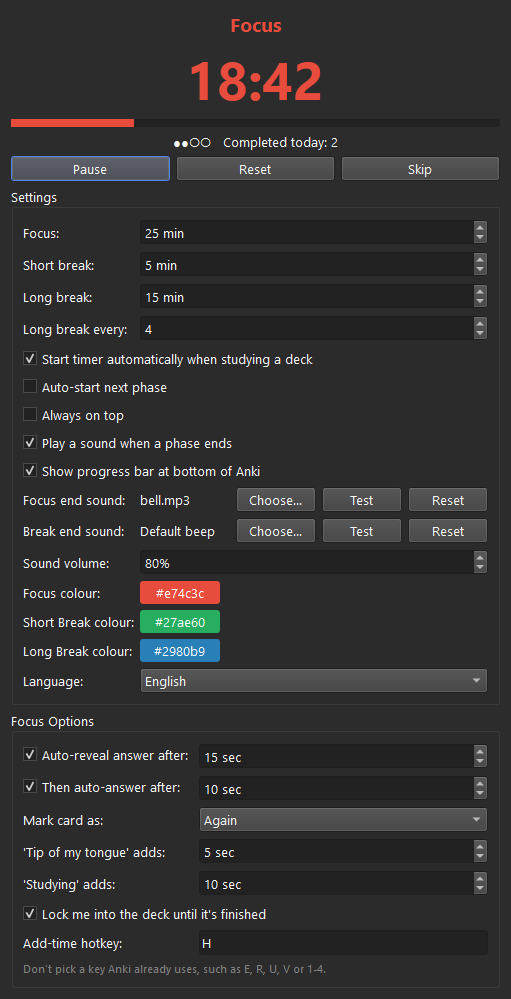 Focus
18:42
●●○○ Completed today: 2
Pause Reset Skip
Settings
Focus: 25 min
Short break: 5 min
Long break: 15 min
Long break every: 4
Start timer automatically when studying a deck
Auto-start next phase
Always on top
Play a sound when a phase ends
Show progress bar at bottom of Anki
Focus end sound: bell.mp3 Choose... Test Reset
Break end sound: Default beep Choose... Test Reset
Sound volume: 80%
Focus colour: #e74c3c
Short Break colour: #27ae60
Long Break colour: #2980b9
Language: English
Focus Options
Auto-reveal answer after: 15 sec
Then auto-answer after: 10 sec
Mark card as: Again
'Tip of my tongue' adds: 5 sec
'Studying' adds: 10 sec
Lock me into the deck until it's finished
Add-time hotkey: H
Don't pick a key Anki already uses, such as E, R, U, V or 1-4.